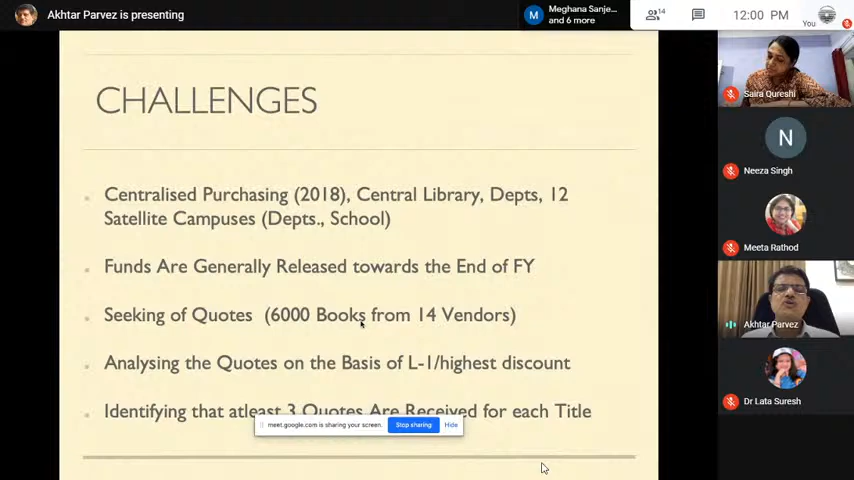 Akhtar Parvez is presenting
M
Meghana Sanje...
and 6 more
14
12:00 PM
You
CHALLENGES
Centralised Purchasing (2018), Central Library, Depts, 12
Satellite Campuses (Depts., School)
Funds Are Generally Released towards the End of FY
Seeking of Quotes (6000 Books from 14 Vendors)
Analysing the Quotes on the Basis of L-1/highest discount
Identifying that atleast 3 Quotes Are Received for each Title
meet.google.com is sharing your screen.
Stop sharing
Hide
Saira Qureshi
N
Neeza Singh
Meeta Rathod
Akhtar Parvez
Dr Lata Suresh